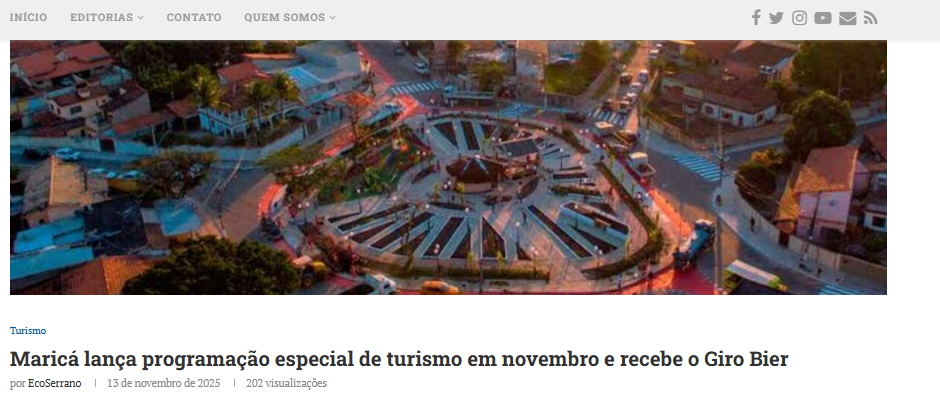 INÍCIO EDITORIAS CONTATO QUEM SOMOS
Turismo
Maricá lança programação especial de turismo em novembro e recebe o Giro Bier
por EcoSerrano | 13 de novembro de 2025 | 202 visualizações